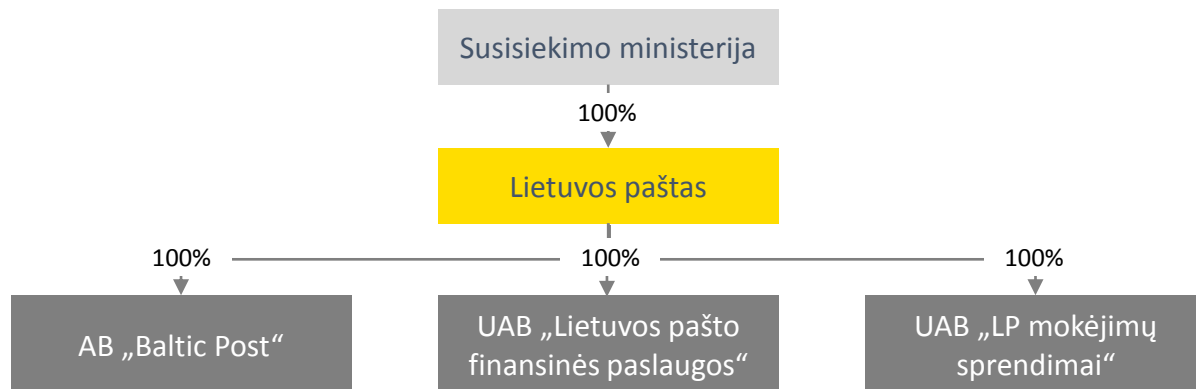 Susisiekimo ministerija
100%
Lietuvos paštas
100% 100% 100%
AB „Baltic Post“
UAB „Lietuvos pašto
finansinės paslaugos“
UAB „LP mokėjimų
sprendimai“